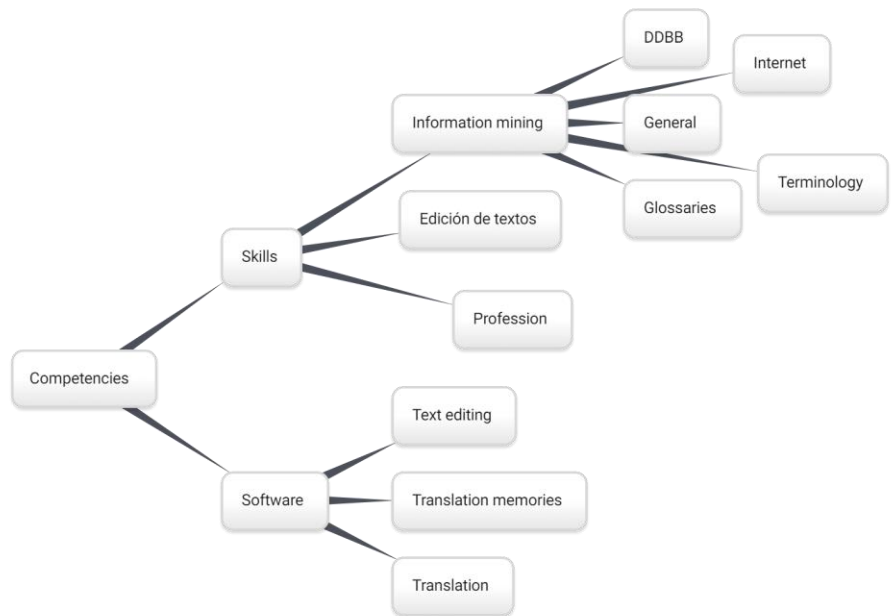 DDBB
Internet
Information mining
General
Terminology
Glossaries
Edición de textos
Skills
Profession
Competencies
Text editing
Software
Translation memories
Translation